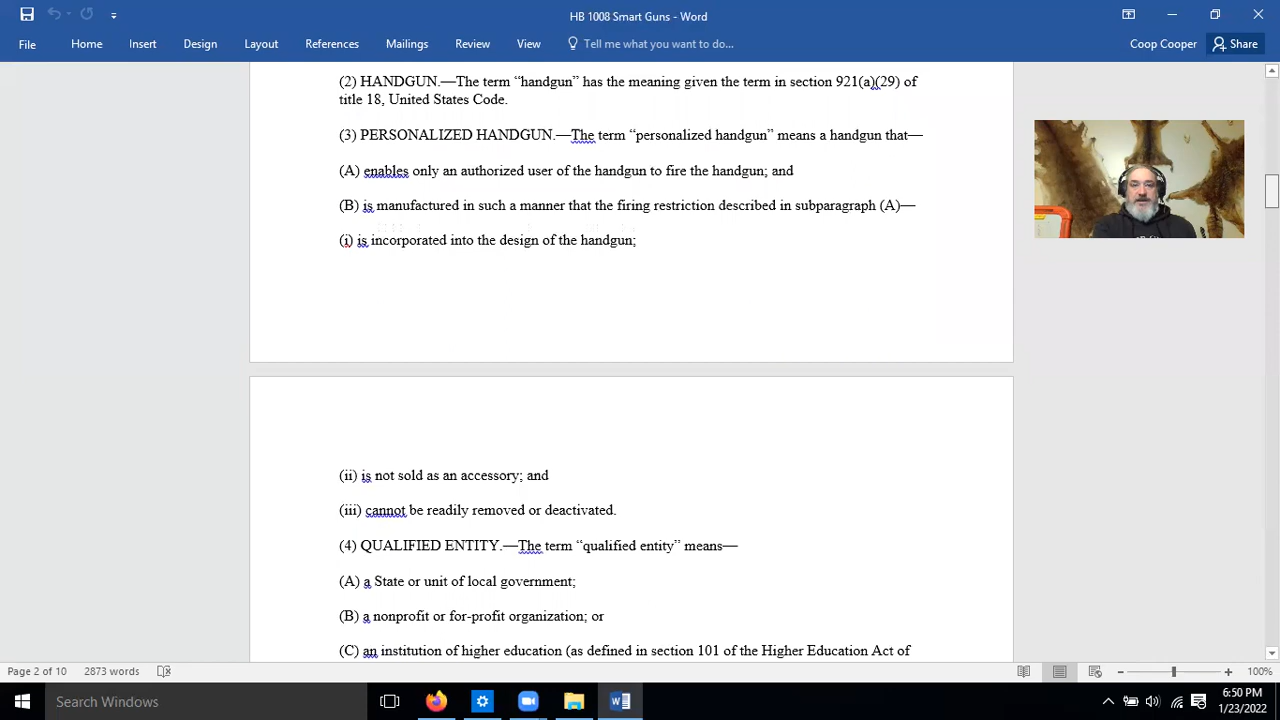 HB 1008 Smart Guns - Word
File Home Insert Design Layout References Mailings Review View Tell me what you want to do... Coop Cooper Share
(2) HANDGUN.—The term “handgun” has the meaning given the term in section 921(a)(29) of
title 18, United States Code.
(3) PERSONALIZED HANDGUN.—The term “personalized handgun” means a handgun that—
(A) enables only an authorized user of the handgun to fire the handgun; and
(B) is manufactured in such a manner that the firing restriction described in subparagraph (A)—
(i) is incorporated into the design of the handgun;
(ii) is not sold as an accessory; and
(iii) cannot be readily removed or deactivated.
(4) QUALIFIED ENTITY.—The term “qualified entity” means—
(A) a State or unit of local government;
(B) a nonprofit or for-profit organization; or
(C) an institution of higher education (as defined in section 101 of the Higher Education Act of
Page 2 of 10 2873 words 100%
Search Windows 6:50 PM
1/23/2022